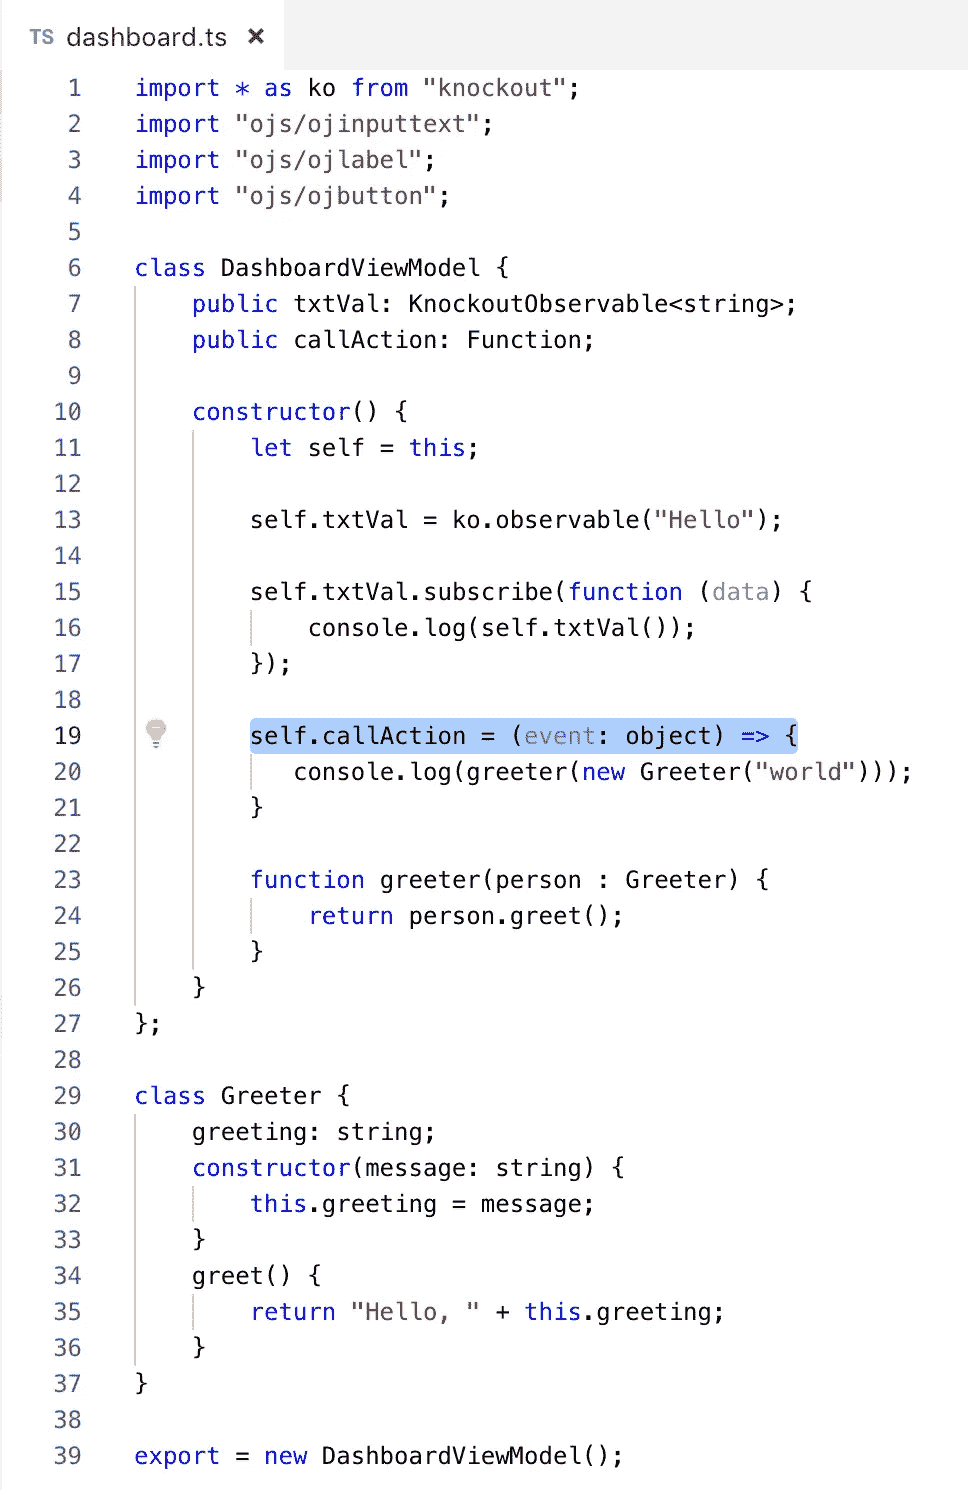 TS dashboard.ts ×
1 import * as ko from "knockout";
2 import "ojs/ojinputtext";
3 import "ojs/ojlabel";
4 import "ojs/ojbutton";
5
6 class DashboardViewModel {
7 public txtVal: KnockoutObservable<string>;
8 public callAction: Function;
9
10 constructor() {
11 let self = this;
12
13 self.txtVal = ko.observable("Hello");
14
15 self.txtVal.subscribe(function (data) {
16 console.log(self.txtVal());
17 });
18
19 self.callAction = (event: object) => {
20 console.log(greeter(new Greeter("world")));
21 }
22
23 function greeter(person : Greeter) {
24 return person.greet();
25 }
26 }
27 };
28
29 class Greeter {
30 greeting: string;
31 constructor(message: string) {
32 this.greeting = message;
33 }
34 greet() {
35 return "Hello, " + this.greeting;
36 }
37 }
38
39 export = new DashboardViewModel();